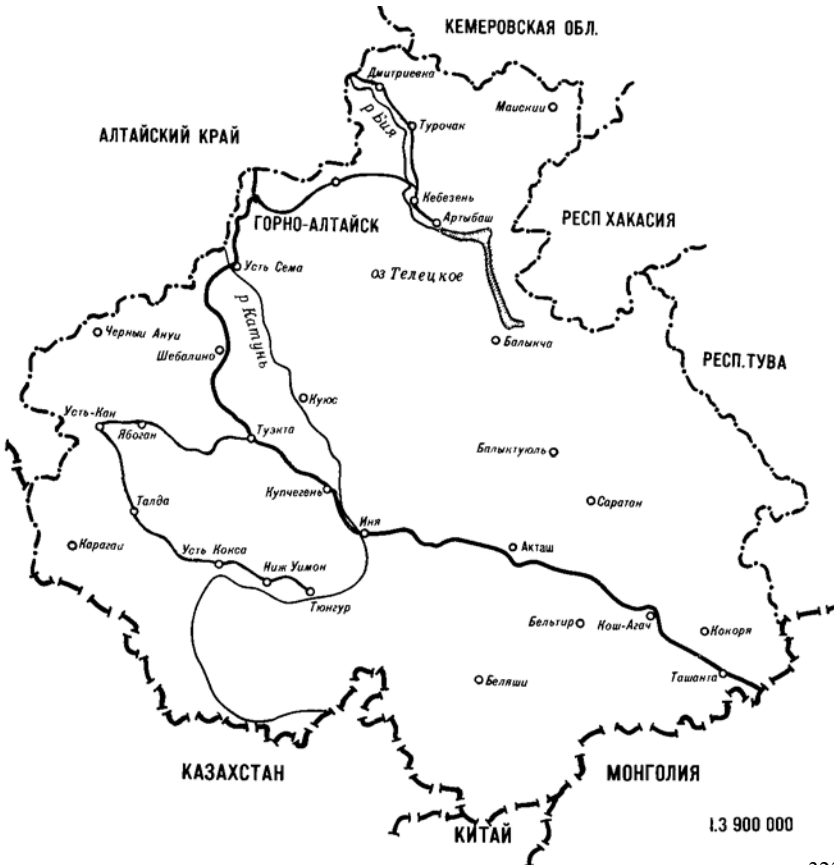 КЕМЕРОВСКАЯ ОБЛ.
Дмитриевка
Маиский
р Бия
Турочак
АЛТАЙСКИЙ КРАЙ
Кебезень
Артыбаш
ГОРНО-АЛТАЙСК
РЕСП ХАКАСИЯ
Усть Сема
оз Телецкое
р Катунь
Черныи Ануи
Шебалино
Балыкча
РЕСП.ТУВА
Куюс
Усть-Кан
Ябоган
Туэкта
Балыктуюль
Купчегень
Саратан
Талда
Иня
Карагаи
Усть Кокса
Акташ
Ниж Уимон
Тюнгур
Бельтир
Кош-Агач
Кокоря
Беляши
Ташанта
КАЗАХСТАН
МОНГОЛИЯ
КИТАЙ
1.3 900 000